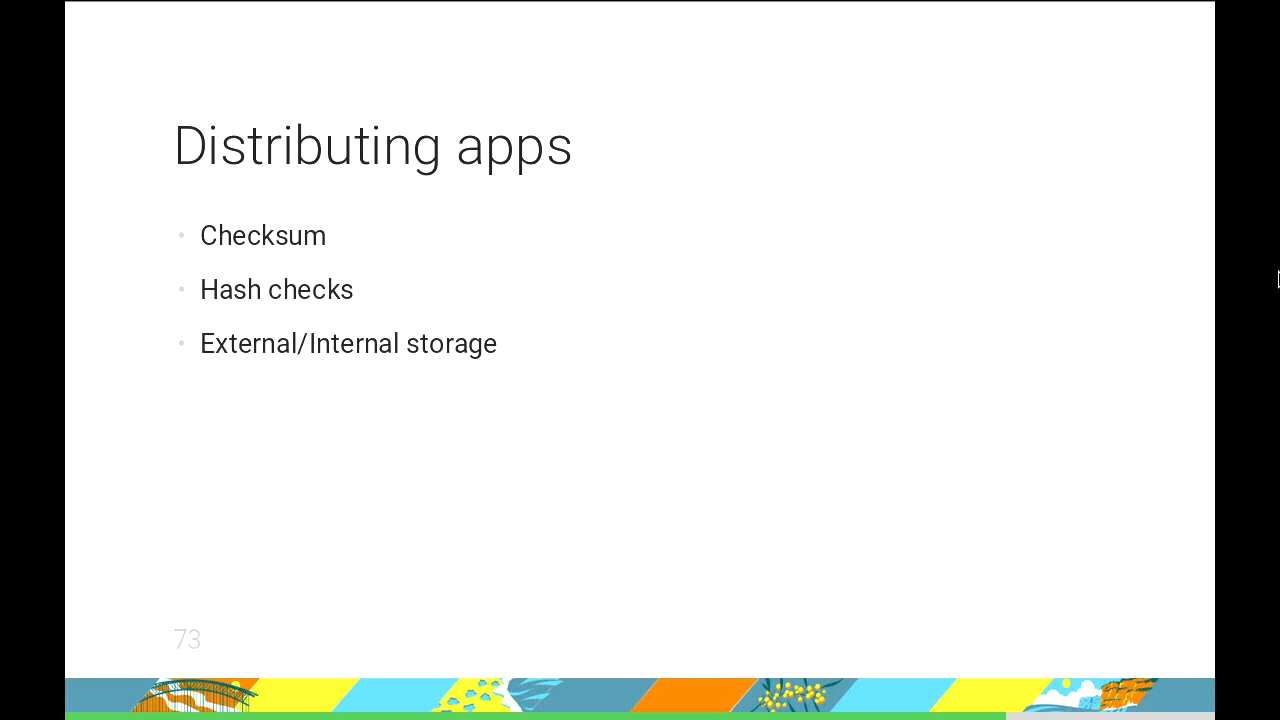 Distributing apps
Checksum
Hash checks
External/Internal storage
73